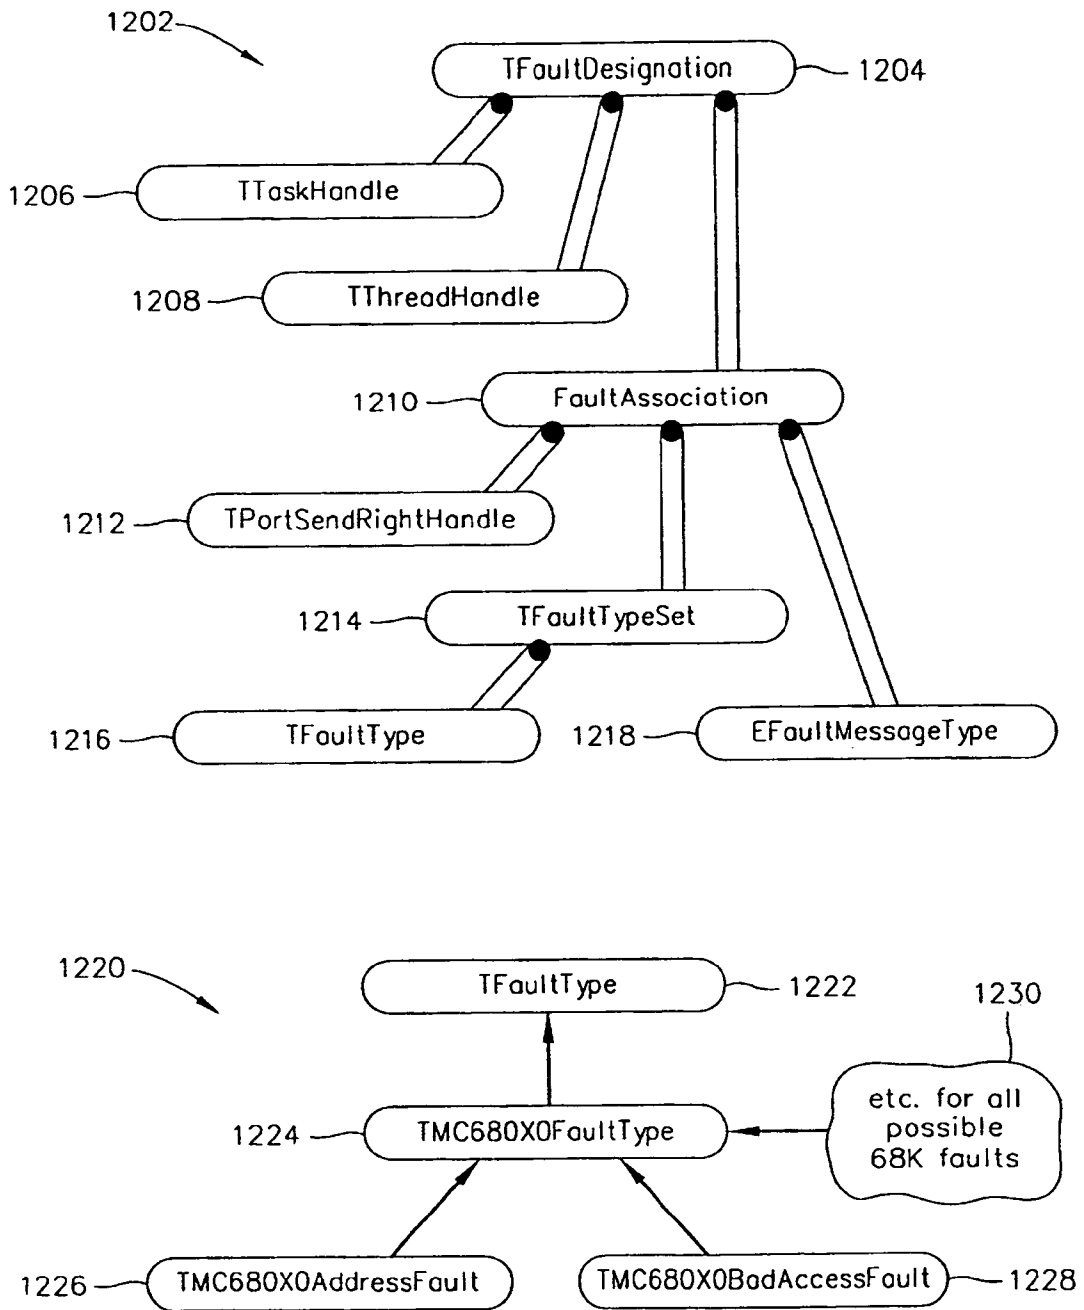 1202
TFaultDesignation
1204
1206
TTaskHandle
1208
TThreadHandle
1210
FaultAssociation
1212
TPortSendRightHandle
1214
TFaultTypeSet
1216
TFaultType
1218
EFaultMessageType
1220
TFaultType
1222
1230
etc. for all
possible
68K faults
1224
TMC680X0FaultType
1226
TMC680X0AddressFault
TMC680X0BadAccessFault
1228